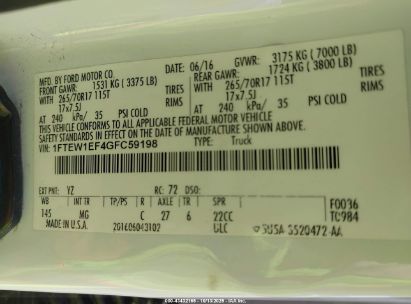 MFD. BY FORD MOTOR CO. 06/16 GVWR: 3175 KG (7000 LB)
FRONT GAWR: 1531 KG (3375 LB) REAR GAWR: 1724 KG (3800 LB)
WITH 265/70R17 115T TIRES WITH 265/70R17 115T TIRES
17x7.5J RIMS 17x7.5J RIMS
AT 240 kPa/ 35 PSI COLD AT 240 kPa/ 35 PSI COLD
THIS VEHICLE CONFORMS TO ALL APPLICABLE FEDERAL MOTOR VEHICLE
SAFETY STANDARDS IN EFFECT ON THE DATE OF MANUFACTURE SHOWN ABOVE.
VIN: 1FTEW1EF4GFC59198 TYPE: Truck
EXT PNT: YZ RC: 72 DSO: F0036
WB INT TR TP/PS R AXLE TR SPR TC984
145 MG C 27 6 22CC
MADE IN U.S.A. 201606043102 ULC